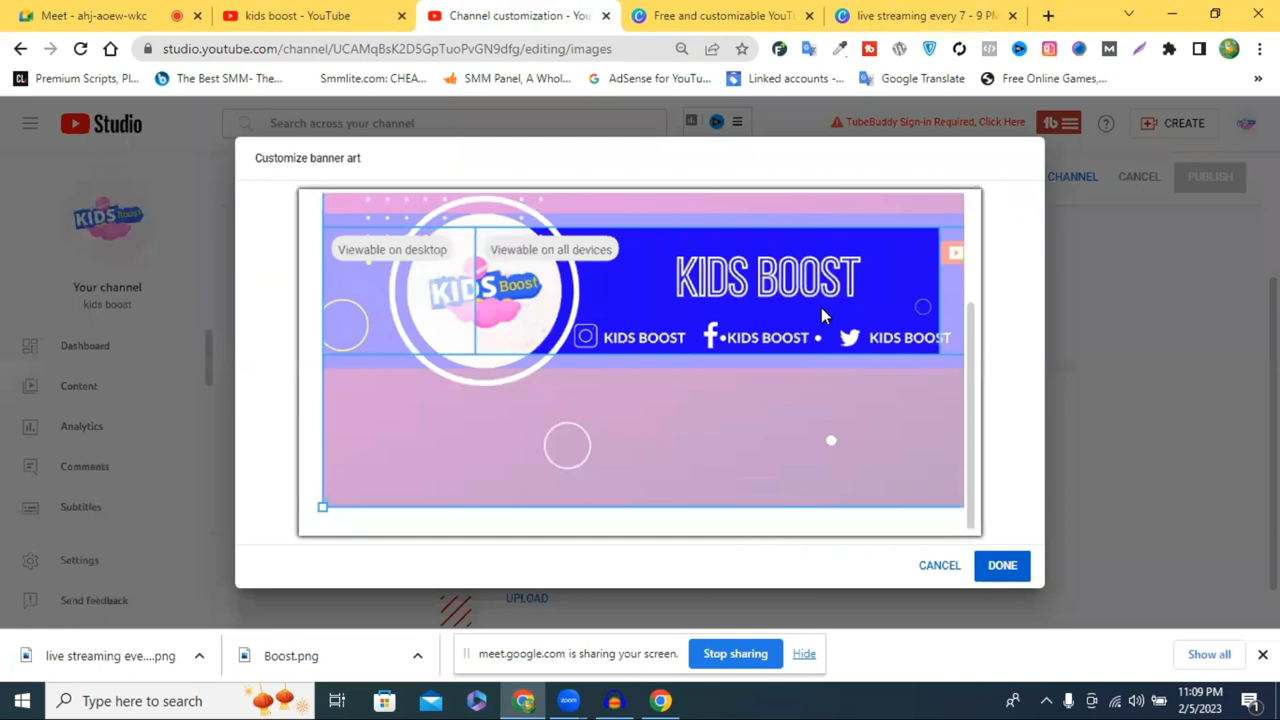 Meet - ahj-aoew-wkc
kids boost - YouTube
Channel customization - You
Free and customizable YouTu
live streaming every 7 - 9 PM
studio.youtube.com/channel/UCAMqBsK2D5GpTuoPvGN9dfg/editing/images
Premium Scripts, Pl...
The Best SMM- The...
Smmlite.com: CHEA...
SMM Panel, A Whol...
AdSense for YouTu...
Linked accounts -...
Google Translate
Free Online Games,...
Studio
Search across your channel
TubeBuddy Sign-in Required, Click Here
CREATE
Customize banner art
CHANNEL
CANCEL
PUBLISH
KIDS Boost
Your channel
kids boost
Dashboard
Content
Analytics
Comments
Subtitles
Settings
Send feedback
Viewable on desktop
Viewable on all devices
KIDS Boost
KIDS BOOST
KIDS BOOST
•KIDS BOOST •
KIDS BOOST
CANCEL
DONE
UPLOAD
live streaming eve....png
Boost.png
meet.google.com is sharing your screen.
Stop sharing
Hide
Show all
Type here to search
zoom
11:09 PM
2/5/2023